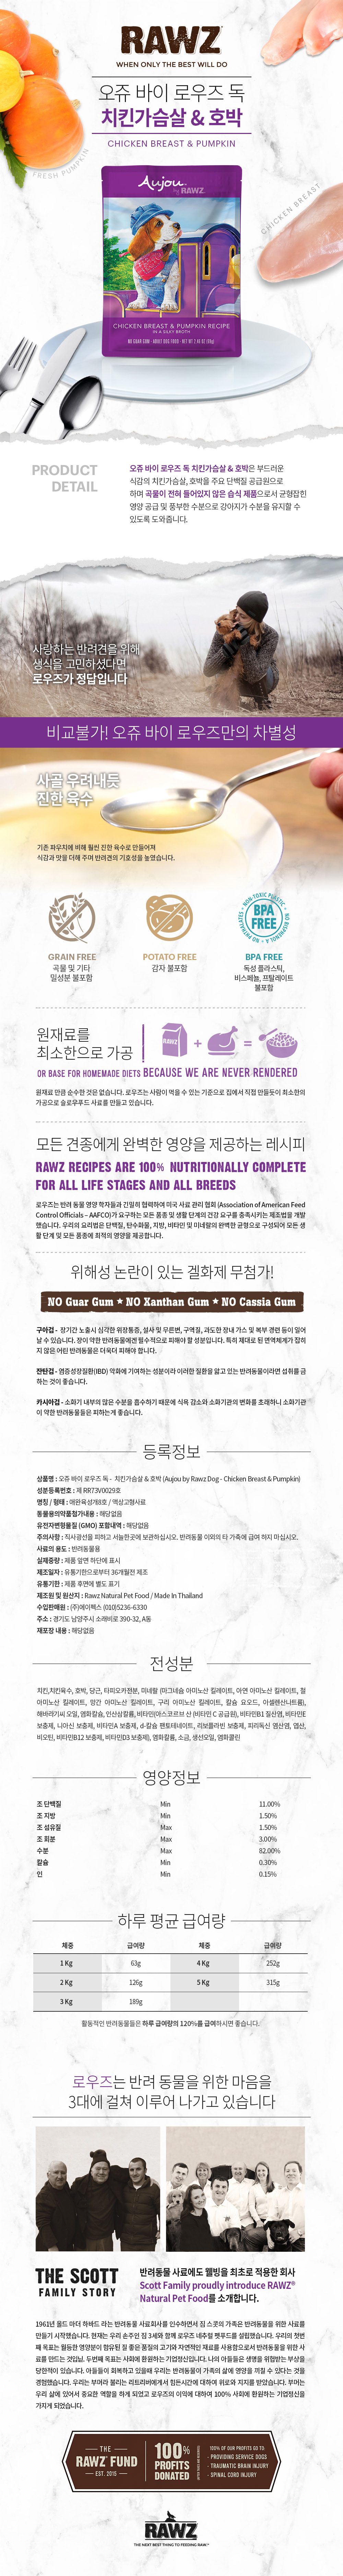 RAWZ®
WHEN ONLY THE BEST WILL DO
오쥬 바이 로우즈 독
치킨가슴살 & 호박
CHICKEN BREAST & PUMPKIN
FRESH PUMPKIN
CHICKEN BREAST
Aujou™
by RAWZ
CHICKEN BREAST & PUMPKIN RECIPE
IN A SILKY BROTH
NO GUAR GUM · ADULT DOG FOOD · NET WT 2.46 OZ (69g)
PRODUCT
DETAIL
오쥬 바이 로우즈 독 치킨가슴살 & 호박은 부드러운
식감의 치킨가슴살, 호박을 주요 단백질 공급원으로
하며 곡물이 전혀 들어있지 않은 습식 제품으로서 균형잡힌
영양 공급 및 풍부한 수분으로 강아지가 수분을 유지할 수
있도록 도와줍니다.
사랑하는 반려견을 위해
생식을 고민하셨다면
로우즈가 정답입니다
비교불가! 오쥬 바이 로우즈만의 차별성
사골 우려내듯
진한 육수
기존 파우치에 비해 훨씬 진한 육수로 만들어져
식감과 맛을 더해 주며 반려견의 기호성을 높였습니다.
GRAIN FREE
곡물 및 기타
밀성분 불포함
POTATO FREE
감자 불포함
BPA
FREE
BPA FREE
독성 플라스틱,
비스페놀, 프탈레이트
불포함
원재료를
최소한으로 가공
RAWZ
OR BASE FOR HOMEMADE DIETS BECAUSE WE ARE NEVER RENDERED
원재료 만큼 순수한 것은 없습니다. 로우즈는 사람이 먹을 수 있는 기준으로 집에서 직접 만들듯이 최소한의
가공으로 슬로우푸드 사료를 만들고 있습니다.
모든 견종에게 완벽한 영양을 제공하는 레시피
RAWZ RECIPES ARE 100% NUTRITIONALLY COMPLETE
FOR ALL LIFE STAGES AND ALL BREEDS
로우즈는 반려 동물 영양 학자들과 긴밀히 협력하여 미국 사료 관리 협회 (Association of American Feed
Control Officials – AAFCO)가 요구하는 모든 품종 및 생활 단계의 건강 요구를 충족시키는 제조법을 개발
했습니다. 우리의 요리법은 단백질, 탄수화물, 지방, 비타민 및 미네랄의 완벽한 균형으로 구성되어 모든 생
활 단계 및 모든 품종에 최적의 영양을 제공합니다.
위해성 논란이 있는 겔화제 무첨가!
NO Guar Gum ★ NO Xanthan Gum ★ NO Cassia Gum
구아검 - 장기간 노출시 심각한 위장통증, 설사 및 무른변, 구역질, 과도한 장내 가스 및 복부 경련 등이 일어
날 수 있습니다. 장이 약한 반려동물에겐 필수적으로 피해야 할 성분입니다. 특히 제대로 된 면역체계가 잡히
지 않은 어린 반려동물은 더욱더 피해야 합니다.
잔탄검 - 염증성장질환(IBD) 악화에 기여하는 성분이라 이러한 질환을 앓고 있는 반려동물이라면 섭취를 금
하는 것이 좋습니다.
카시아검 - 소화기 내부의 많은 수분을 흡수하기 때문에 식욕 감소와 소화기관의 변화를 초래하니 소화기관
이 약한 반려동물들은 피하는게 좋습니다.
등록정보
상품명 : 오쥬 바이 로우즈 독 - 치킨가슴살 & 호박 (Aujou by Rawz Dog - Chicken Breast & Pumpkin)
성분등록번호 : 제 RR73V0029호
명칭 / 형태 : 애완육성개8호 / 액상고형사료
동물용의약품첨가내용 : 해당없음
유전자변형물질 (GMO) 포함내역 : 해당없음
주의사항 : 직사광선을 피하고 서늘한곳에 보관하십시오. 반려동물 이외의 타 가축에 급여 하지 마십시오.
사료의 용도 : 반려동물용
실제중량 : 제품 앞면 하단에 표시
제조일자 : 유통기한으로부터 36개월전 제조
유통기한 : 제품 후면에 별도 표기
제조원 및 원산지 : Rawz Natural Pet Food / Made In Thailand
수입판매원 : (주)에이펙스 (010)5236-6330
주소 : 경기도 남양주시 소래비로 390-32, A동
재포장 내용 : 해당없음
전성분
치킨,치킨육수, 호박, 당근, 타피오카전분, 미네랄 (마그네슘 아미노산 킬레이트, 아연 아미노산 킬레이트, 철
아미노산 킬레이트, 망간 아미노산 킬레이트, 구리 아미노산 킬레이트, 칼슘 요오드, 아셀렌산나트륨),
해바라기씨 오일, 염화칼슘, 인산삼칼륨, 비타민(아스코르브 산 (비타민 C 공급원), 비타민B1 질산염, 비타민E
보충제, 니아신 보충제, 비타민A 보충제, d-칼슘 팬토테네이트, 리보플라빈 보충제, 피리독신 염산염, 엽산,
비오틴, 비타민B12 보충제, 비타민D3 보충제), 염화칼륨, 소금, 생선오일, 염화콜린
영양정보
조 단백질 Min 11.00%
조 지방 Min 1.50%
조 섬유질 Max 1.50%
조 회분 Max 3.00%
수분 Max 82.00%
칼슘 Min 0.30%
인 Min 0.15%
하루 평균 급여량
체중 급여량 체중 급여량
1 Kg 63g 4 Kg 252g
2 Kg 126g 5 Kg 315g
3 Kg 189g
활동적인 반려동물들은 하루 급여량의 120%를 급여하시면 좋습니다.
로우즈는 반려 동물을 위한 마음을
3대에 걸쳐 이루어 나가고 있습니다
THE SCOTT
FAMILY STORY
반려동물 사료에도 웰빙을 최초로 적용한 회사
Scott Family proudly introduce RAWZ®
Natural Pet Food를 소개합니다.
1961년 올드 마더 허바드 라는 반려동물 사료회사를 인수하면서 짐 스콧의 가족은 반려동물을 위한 사료를
만들기 시작했습니다. 현재는 우리 손주인 짐 3세와 함께 로우즈 네추럴 펫푸드를 설립했습니다. 우리의 첫번
째 목표는 월등한 영양분이 함유된 질 좋은 품질의 고기와 자연적인 재료를 사용함으로서 반려동물을 위한 사
료를 만드는 것입니다. 두번째 목표는 사회에 환원하는 기업정신입니다. 나의 아들들은 생명을 위협받는 부상을
당한적이 있습니다. 아들들이 회복하고 있을때 우리는 반려동물이 가족의 삶에 영향을 끼칠 수 있다는 것을
경험했습니다. 우리는 부머라 불리는 리트리버에게서 힘든시간에 대하여 위로와 지지를 받았습니다. 부머는
우리 삶에 있어서 중요한 역할을 하게 되었고 로우즈의 이익에 대하여 100% 사회에 환원하는 기업정신을
가지게 되었습니다.
THE
RAWZ FUND
EST. 2015
100%
PROFITS
DONATED
100% OF OUR PROFITS GO TO:
· PROVIDING SERVICE DOGS
· TRAUMATIC BRAIN INJURY
· SPINAL CORD INJURY
RAWZ
THE NEXT BEST THING TO FEEDING RAW™